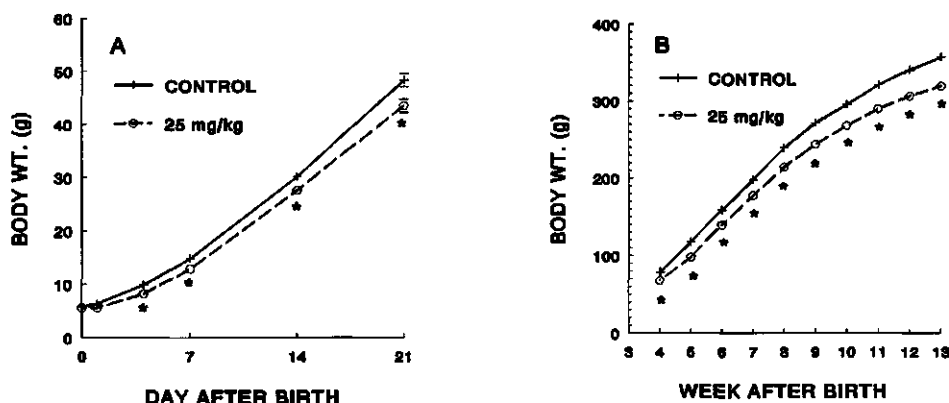 A
CONTROL
25 mg/kg
BODY WT. (g)
60
50
40
30
20
10
0
*
*
*
*
0 7 14 21
DAY AFTER BIRTH
B
CONTROL
25 mg/kg
BODY WT. (g)
400
300
200
100
0
*
*
*
*
*
*
*
*
*
*
3 4 5 6 7 8 9 10 11 12 13
WEEK AFTER BIRTH